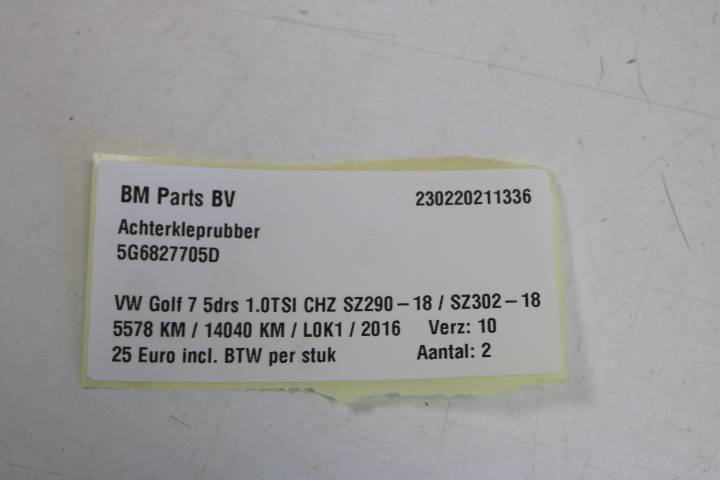 BM Parts BV 230220211336
Achterkleprubber
5G6827705D
VW Golf 7 5drs 1.0TSI CHZ SZ290-18 / SZ302-18
5578 KM / 14040 KM / L0K1 / 2016 Verz: 10
25 Euro incl. BTW per stuk Aantal: 2